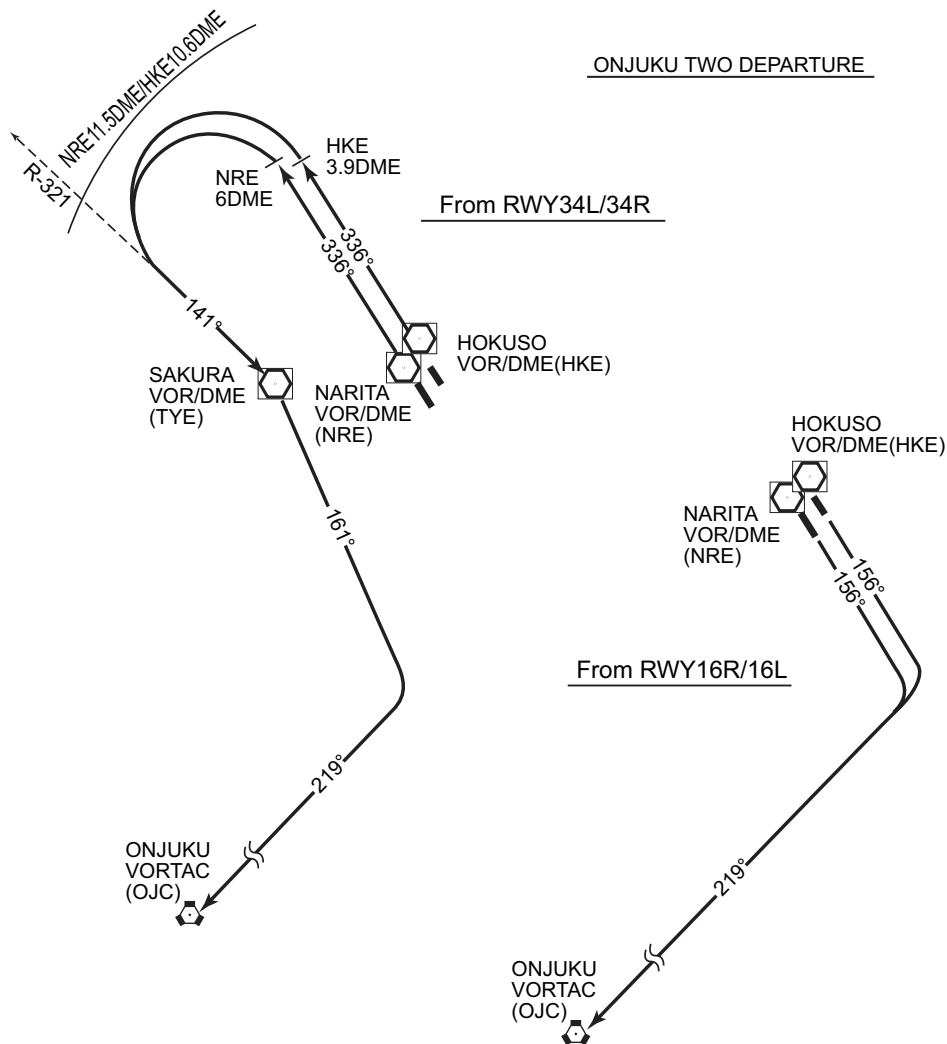 ONJUKU TWO DEPARTURE
NRE11.5DME/HKE10.6DME
R-321
HKE
3.9DME
NRE
6DME
From RWY34L/34R
336°
336°
141°
HOKUSO
VOR/DME(HKE)
SAKURA
VOR/DME
(TYE)
NARITA
VOR/DME
(NRE)
161°
219°
ONJUKU
VORTAC
(OJC)
HOKUSO
VOR/DME(HKE)
NARITA
VOR/DME
(NRE)
156°
156°
From RWY16R/16L
219°
ONJUKU
VORTAC
(OJC)